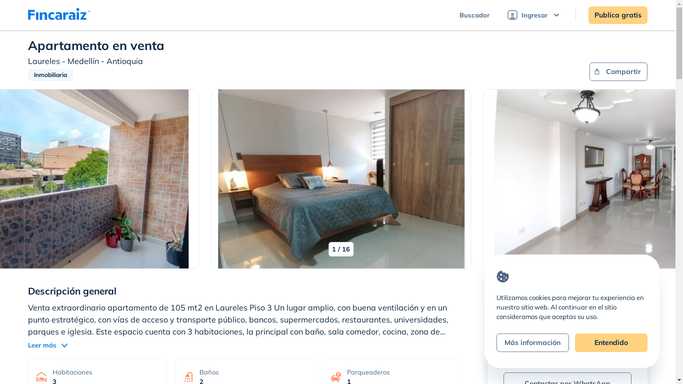 Fincaraiz
Buscador
Ingresar
Publica gratis
Apartamento en venta
Laureles - Medellín - Antioquia
Inmobiliaria
Compartir
1 / 16
Descripción general
Venta extraordinario apartamento de 105 mt2 en Laureles Piso 3 Un lugar amplio, con buena ventilación y en un
punto estratégico, con vías de acceso y transporte público, bancos, supermercados, restaurantes, universidades,
parques e iglesia. Este espacio cuenta con 3 habitaciones, la principal con baño, sala comedor, cocina, zona de...
Leer más
Habitaciones
3
Baños
2
Parqueaderos
1
Utilizamos cookies para mejorar tu experiencia en
nuestro sitio web. Al continuar en el sitio
consideramos que aceptas su uso.
Más información
Entendido
Contactar por WhatsApp